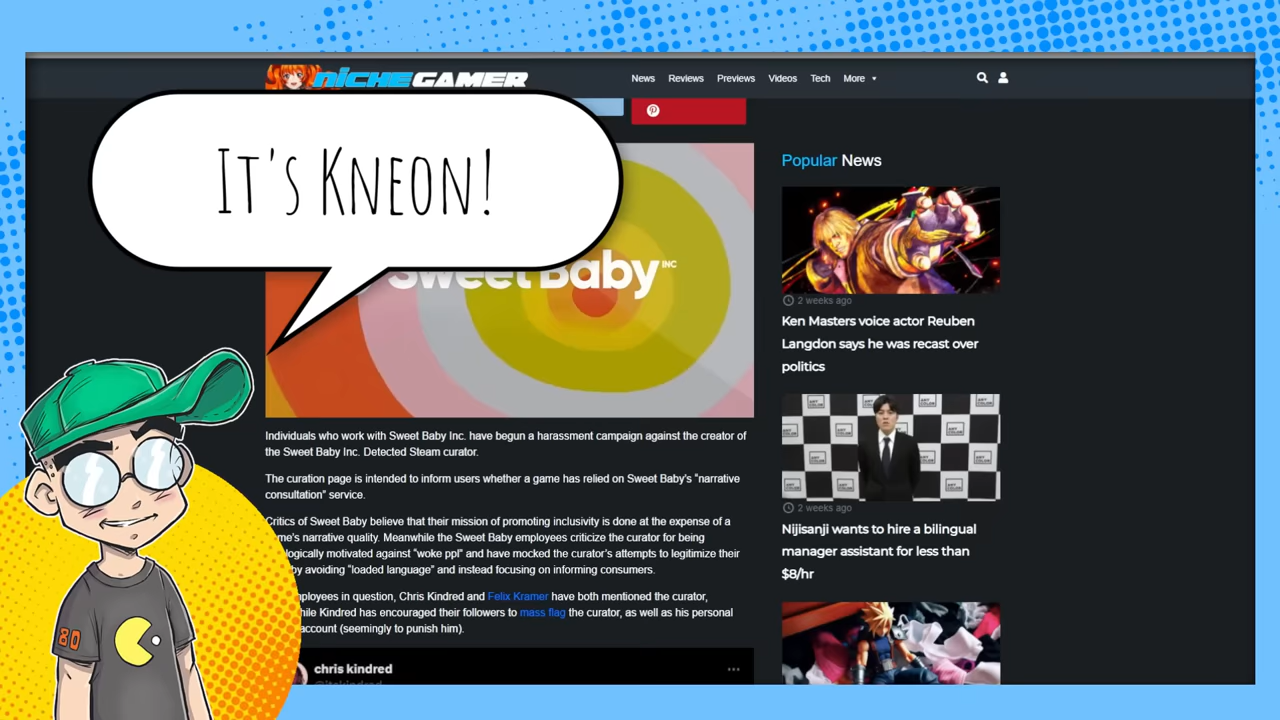 NICHEGAMER
News Reviews Previews Videos Tech More
It's Kneon!
Sweet Baby INC
Individuals who work with Sweet Baby Inc. have begun a harassment campaign against the creator of
the Sweet Baby Inc. Detected Steam curator.
The curation page is intended to inform users whether a game has relied on Sweet Baby's "narrative
consultation" service.
Critics of Sweet Baby believe that their mission of promoting inclusivity is done at the expense of a
me's narrative quality. Meanwhile the Sweet Baby employees criticize the curator for being
logically motivated against "woke ppl" and have mocked the curator's attempts to legitimize their
by avoiding "loaded language" and instead focusing on informing consumers.
ployees in question, Chris Kindred and Felix Kramer have both mentioned the curator,
hile Kindred has encouraged their followers to mass flag the curator, as well as his personal
account (seemingly to punish him).
chris kindred
80
Popular News
2 weeks ago
Ken Masters voice actor Reuben
Langdon says he was recast over
politics
2 weeks ago
Nijisanji wants to hire a bilingual
manager assistant for less than
$8/hr